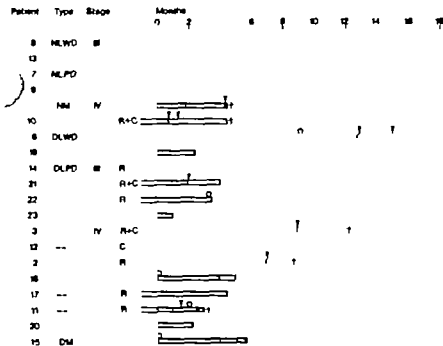 Patient Type Stage Months
0 2 6 8 10 12 14 16 18
8 NLWD III
13
7 NLPD
9
NM IV †
10 R+C †
6 DLWD
19
14 DLPD III R
21 R+C
22 R
23
3 IV R+C †
12 -- C
2 R †
16
17 -- R
11 -- R †
20
15 DM